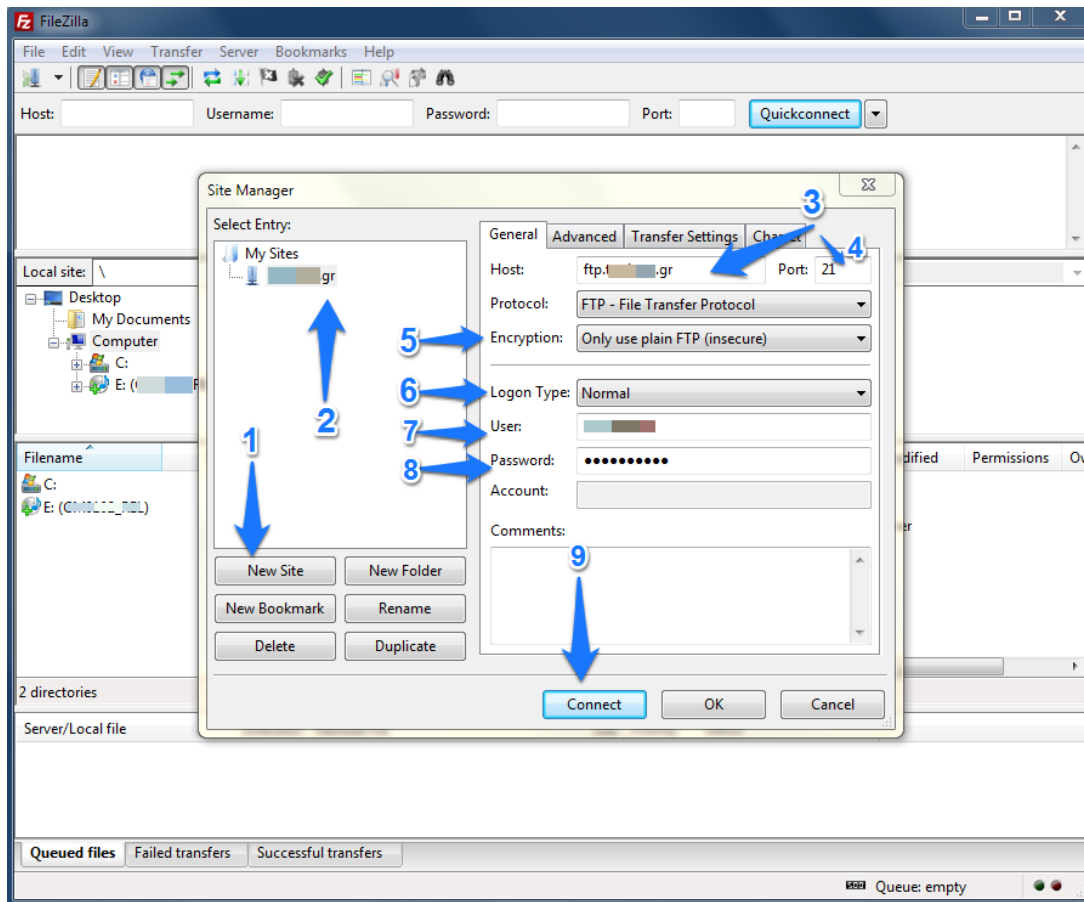 FileZilla
File Edit View Transfer Server Bookmarks Help
Host: Username: Password: Port: Quickconnect
Site Manager
3
Select Entry:
General Advanced Transfer Settings
4
My Sites
.gr
Host: ftp. .gr Port: 21
Local site: \
Desktop
My Documents
Computer
C:
E: (
Protocol: FTP - File Transfer Protocol
5
Encryption: Only use plain FTP (insecure)
6
Logon Type: Normal
2
7
User:
1
8
Password: ●●●●●●●●●●
Account:
Comments:
Filename
Permissions
C:
E: (
9
New Site New Folder
New Bookmark Rename
Delete Duplicate
2 directories
Connect OK Cancel
Server/Local file
Queued files Failed transfers Successful transfers
Queue: empty